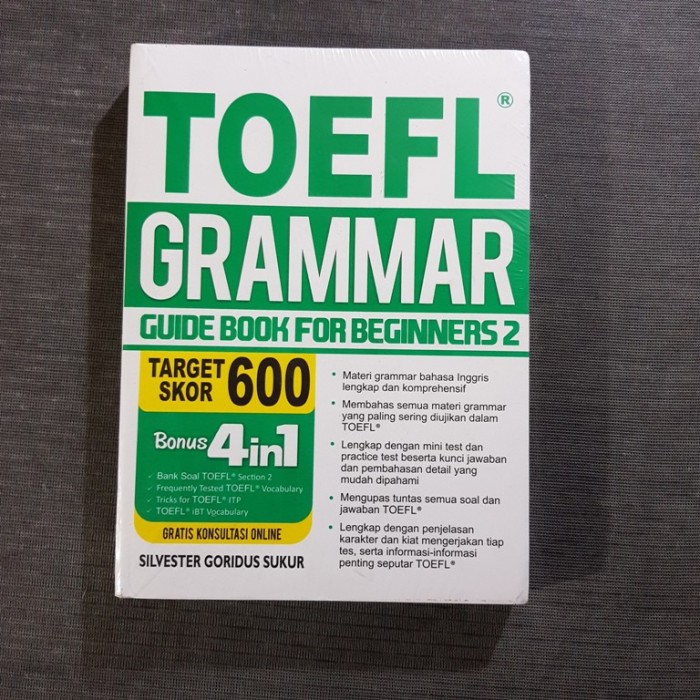 TOEFL®
GRAMMAR
GUIDE BOOK FOR BEGINNERS 2
TARGET
SKOR 600
Bonus 4in1
✓ Bank Soal TOEFL® Section 2
✓ Frequently Tested TOEFL® Vocabulary
✓ Tricks for TOEFL® ITP
✓ TOEFL® iBT Vocabulary
GRATIS KONSULTASI ONLINE
SILVESTER GORIDUS SUKUR
• Materi grammar bahasa Inggris
lengkap dan komprehensif
• Membahas semua materi grammar
yang paling sering diujikan dalam
TOEFL®
• Lengkap dengan mini test dan
practice test beserta kunci jawaban
dan pembahasan detail yang
mudah dipahami
• Mengupas tuntas semua soal dan
jawaban TOEFL®
• Lengkap dengan penjelasan
karakter dan kiat mengerjakan tiap
tes, serta informasi-informasi
penting seputar TOEFL®